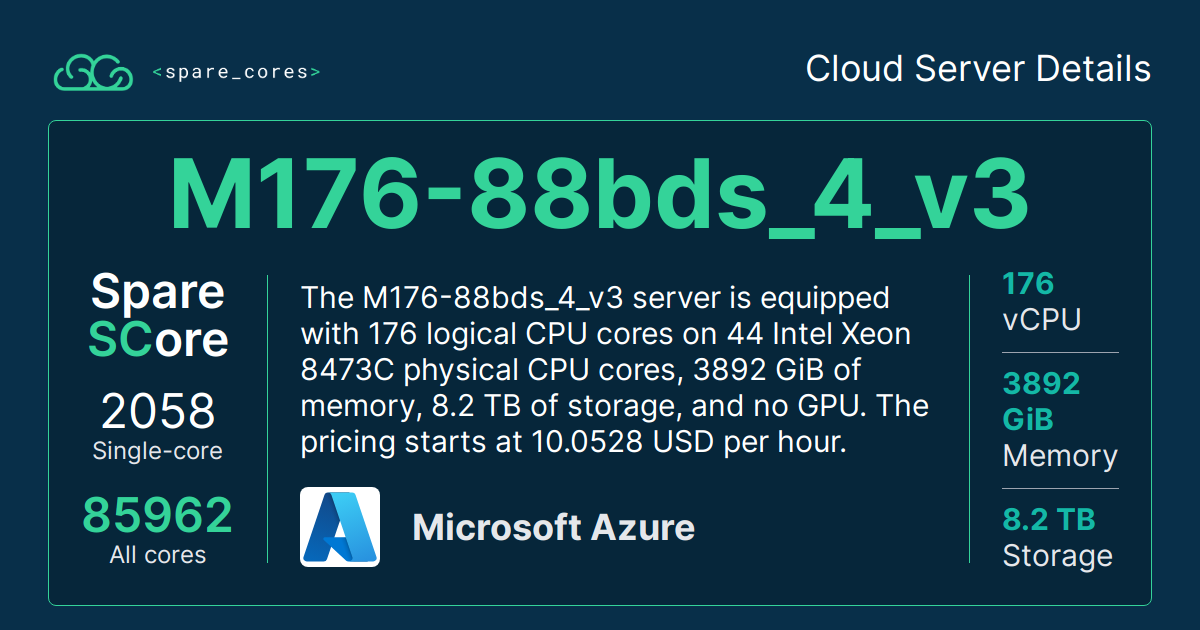 <spare_cores>
Cloud Server Details
M176-88bds_4_v3
Spare
SCore
2058
Single-core
85962
All cores
The M176-88bds_4_v3 server is equipped
with 176 logical CPU cores on 44 Intel Xeon
8473C physical CPU cores, 3892 GiB of
memory, 8.2 TB of storage, and no GPU. The
pricing starts at 10.0528 USD per hour.
Microsoft Azure
176
vCPU
3892
GiB
Memory
8.2 TB
Storage